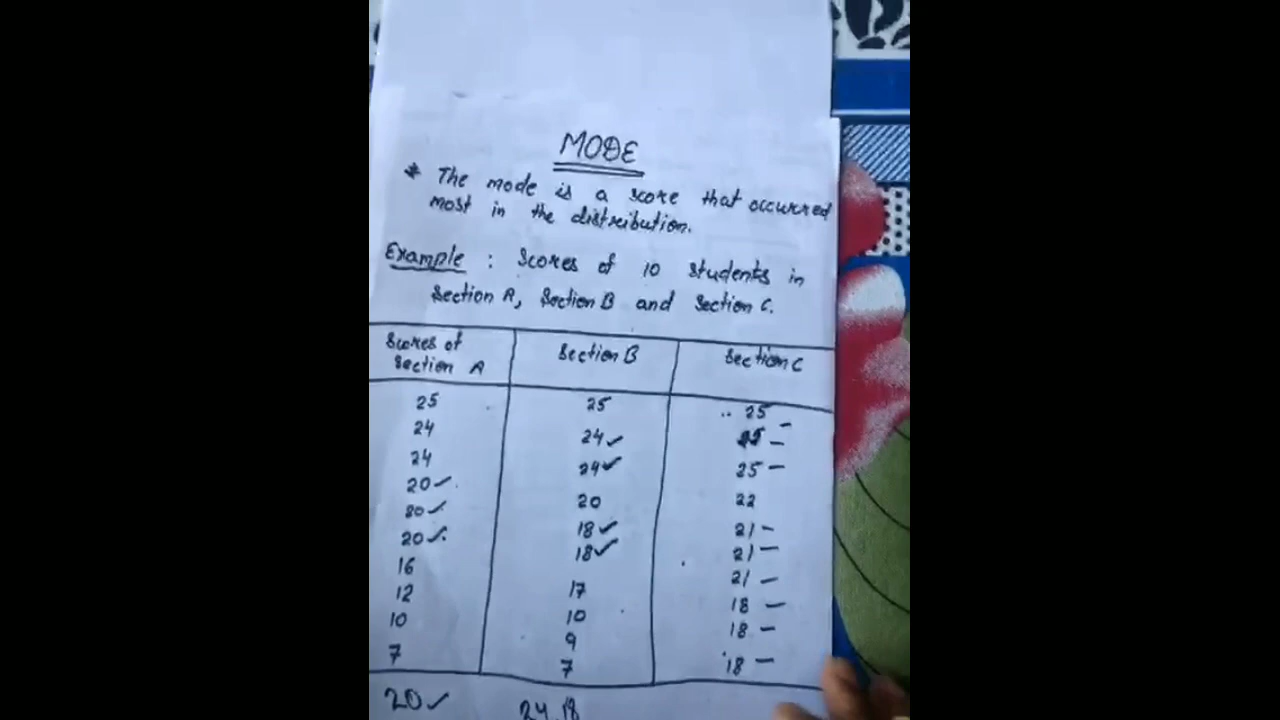 MODE
* The mode is a score that occurred
most in the distribution.
Example : Scores of 10 students in
Section A, Section B and Section C.
Scores of Section A | Section B | Section C
25 | 25 | 25
24 | 24 ✓ | 25 –
24 | 24 ✓ | 25 –
20 ✓ | 20 | 22
20 ✓ | 18 ✓ | 21 –
20 ✓ | 18 ✓ | 21 –
16 | 17 | 21 –
12 | 10 | 18 –
10 | 9 | 18 –
7 | 7 | 18 –
20 ✓ | 24, 18